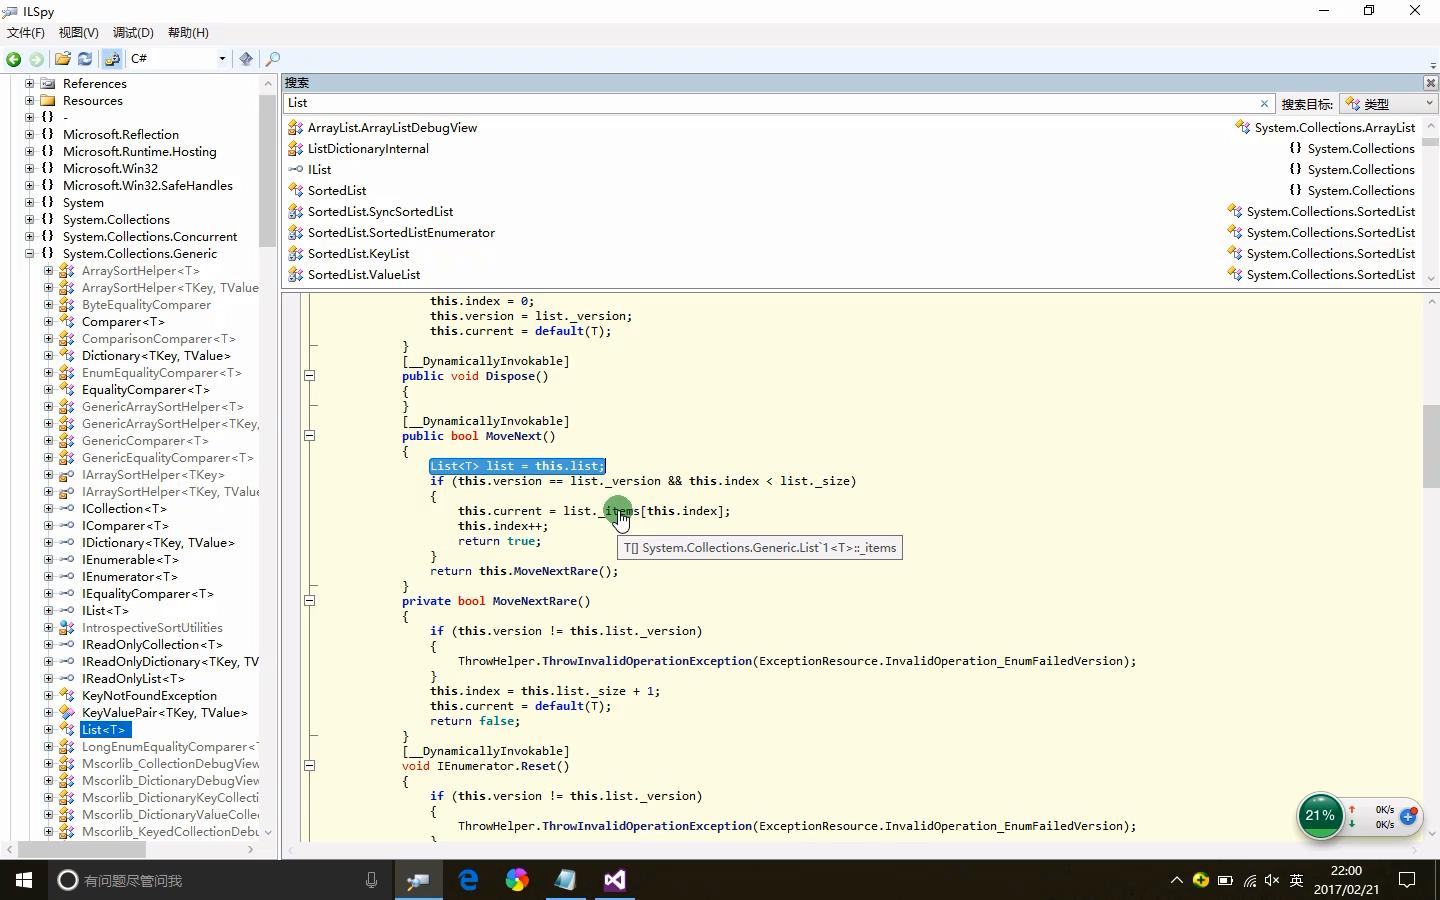 ILSpy
文件(F) 视图(V) 调试(D) 帮助(H)
C#
References
Resources
{} -
{} Microsoft.Reflection
{} Microsoft.Runtime.Hosting
{} Microsoft.Win32
{} Microsoft.Win32.SafeHandles
{} System
{} System.Collections
{} System.Collections.Concurrent
{} System.Collections.Generic
ArraySortHelper<T>
ArraySortHelper<TKey, TValue
ByteEqualityComparer
Comparer<T>
ComparisonComparer<T>
Dictionary<TKey, TValue>
EnumEqualityComparer<T>
EqualityComparer<T>
GenericArraySortHelper<T>
GenericArraySortHelper<TKey,
GenericComparer<T>
GenericEqualityComparer<T>
IArraySortHelper<TKey>
IArraySortHelper<TKey, TValue
ICollection<T>
IComparer<T>
IDictionary<TKey, TValue>
IEnumerable<T>
IEnumerator<T>
IEqualityComparer<T>
IList<T>
IntrospectiveSortUtilities
IReadOnlyCollection<T>
IReadOnlyDictionary<TKey, TV
IReadOnlyList<T>
KeyNotFoundException
KeyValuePair<TKey, TValue>
List<T>
LongEnumEqualityComparer<T
Mscorlib_CollectionDebugView
Mscorlib_DictionaryDebugView
Mscorlib_DictionaryKeyCollecti
Mscorlib_DictionaryValueColle
Mscorlib_KeyedCollectionDebu
搜索
List
搜索目标: 类型
ArrayList.ArrayListDebugView System.Collections.ArrayList
ListDictionaryInternal {} System.Collections
IList {} System.Collections
SortedList {} System.Collections
SortedList.SyncSortedList System.Collections.SortedList
SortedList.SortedListEnumerator System.Collections.SortedList
SortedList.KeyList System.Collections.SortedList
SortedList.ValueList System.Collections.SortedList
this.index = 0;
this.version = list._version;
this.current = default(T);
}
[__DynamicallyInvokable]
public void Dispose()
{
}
[__DynamicallyInvokable]
public bool MoveNext()
{
List<T> list = this.list;
if (this.version == list._version && this.index < list._size)
{
this.current = list._items[this.index];
this.index++;
return true;
T[] System.Collections.Generic.List`1<T>::_items
}
return this.MoveNextRare();
}
private bool MoveNextRare()
{
if (this.version != this.list._version)
{
ThrowHelper.ThrowInvalidOperationException(ExceptionResource.InvalidOperation_EnumFailedVersion);
}
this.index = this.list._size + 1;
this.current = default(T);
return false;
}
[__DynamicallyInvokable]
void IEnumerator.Reset()
{
if (this.version != this.list._version)
{
ThrowHelper.ThrowInvalidOperationException(ExceptionResource.InvalidOperation_EnumFailedVersion);
}
21%
0K/s
0K/s
有问题尽管问我
英
22:00
2017/02/21